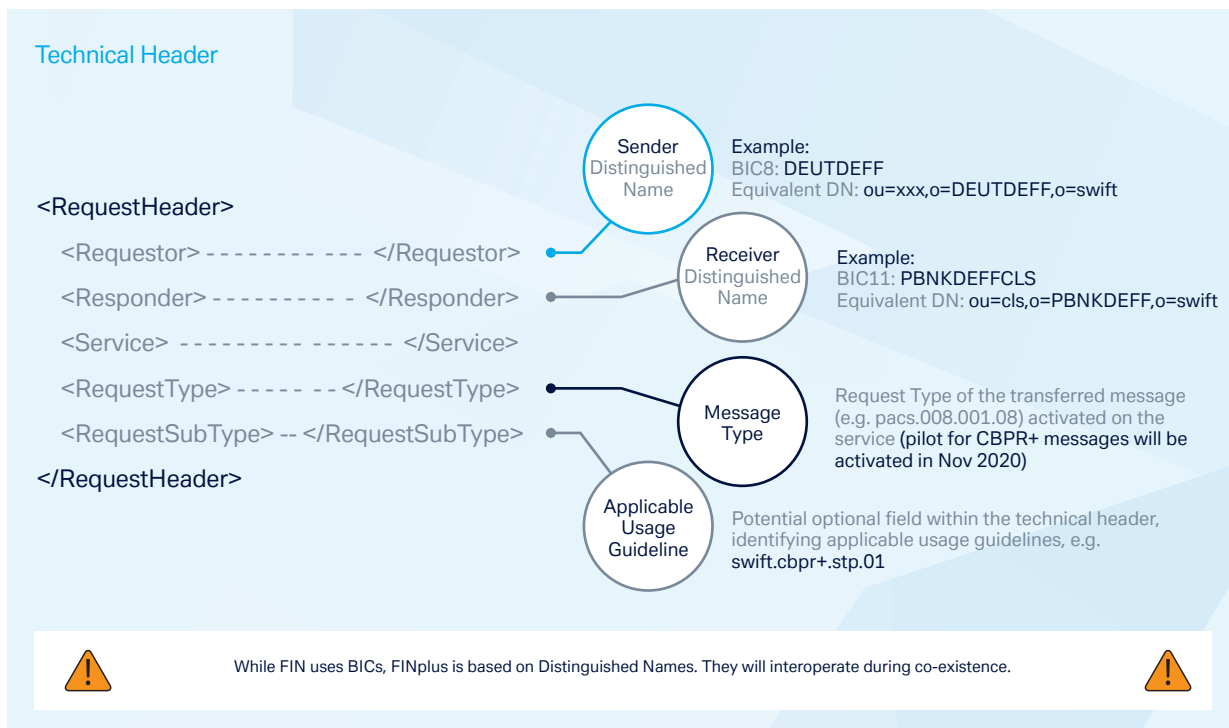 Technical Header
<RequestHeader>
<Requestor> - - - - - - - -  - - - </Requestor>
<Responder> - - - - - - - - -  - </Responder>
<Service>  - - - - - - - - -  - - - - - - </Service>
<RequestType> - - - - -  - - </RequestType>
<RequestSubType> -- </RequestSubType>
</RequestHeader>
Sender
Distinguished
Name
Example:
BIC8: DEUTDEFF
Equivalent DN: ou=xxx,o=DEUTDEFF,o=swift
Receiver
Distinguished
Name
Example:
BIC11: PBNKDEFFCLS
Equivalent DN: ou=cls,o=PBNKDEFF,o=swift
Message
Type
Request Type of the transferred message
(e.g. pacs.008.001.08) activated on the
service (pilot for CBPR+ messages will be
activated in Nov 2020)
Applicable
Usage
Guideline
Potential optional field within the technical header,
identifying applicable usage guidelines, e.g.
swift.cbpr+.stp.01
While FIN uses BICs, FINplus is based on Distinguished Names. They will interoperate during co-existence.